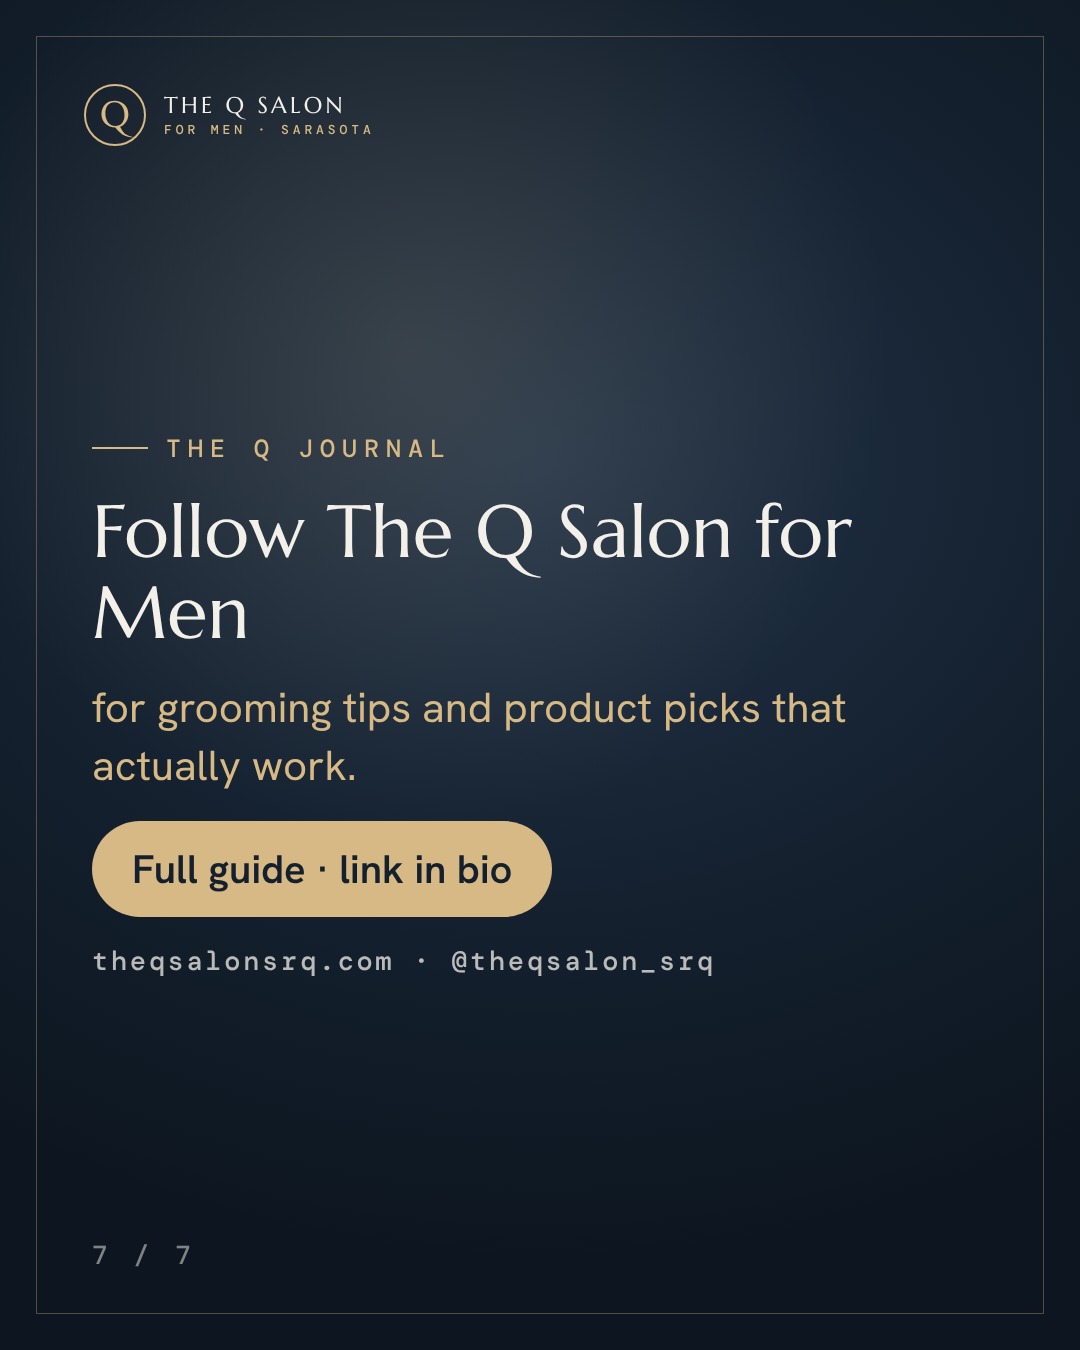 Q
THE Q SALON
FOR MEN · SARASOTA
THE Q JOURNAL
Follow The Q Salon for
Men
for grooming tips and product picks that
actually work.
Full guide · link in bio
theqsalonsrq.com · @theqsalon_srq
7 / 7